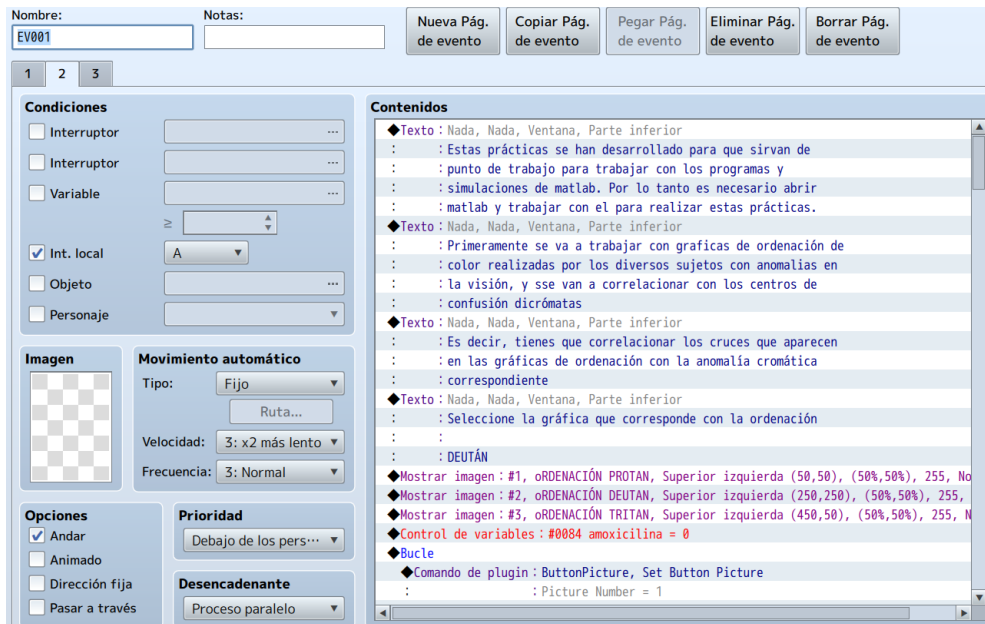 Nombre:
Notas:
EV001
Nueva Pág.
de evento
Copiar Pág.
de evento
Pegar Pág.
de evento
Eliminar Pág.
de evento
Borrar Pág.
de evento
1 2 3
Condiciones
Interruptor ...
Interruptor ...
Variable ...
≥
Int. local A
Objeto ...
Personaje
Imagen
Movimiento automático
Tipo: Fijo
Ruta...
Velocidad: 3: x2 más lento
Frecuencia: 3: Normal
Opciones
Andar
Animado
Dirección fija
Pasar a través
Prioridad
Debajo de los pers...
Desencadenante
Proceso paralelo
Contenidos
◆Texto : Nada, Nada, Ventana, Parte inferior
: : Estas prácticas se han desarrollado para que sirvan de
: : punto de trabajo para trabajar con los programas y
: : simulaciones de matlab. Por lo tanto es necesario abrir
: : matlab y trabajar con el para realizar estas prácticas.
◆Texto : Nada, Nada, Ventana, Parte inferior
: : Primeramente se va a trabajar con graficas de ordenación de
: : color realizadas por los diversos sujetos con anomalias en
: : la visión, y sse van a correlacionar con los centros de
: : confusión dicrómatas
◆Texto : Nada, Nada, Ventana, Parte inferior
: : Es decir, tienes que correlacionar los cruces que aparecen
: : en las gráficas de ordenación con la anomalía cromática
: : correspondiente
◆Texto : Nada, Nada, Ventana, Parte inferior
: : Seleccione la gráfica que corresponde con la ordenación
: :
: : DEUTÁN
◆Mostrar imagen : #1, oRDENACIÓN PROTAN, Superior izquierda (50,50), (50%,50%), 255, No
◆Mostrar imagen : #2, oRDENACIÓN DEUTAN, Superior izquierda (250,250), (50%,50%), 255,
◆Mostrar imagen : #3, oRDENACIÓN TRITAN, Superior izquierda (450,50), (50%,50%), 255, N
◆Control de variables : #0084 amoxicilina = 0
◆Bucle
◆Comando de plugin : ButtonPicture, Set Button Picture
: : Picture Number = 1